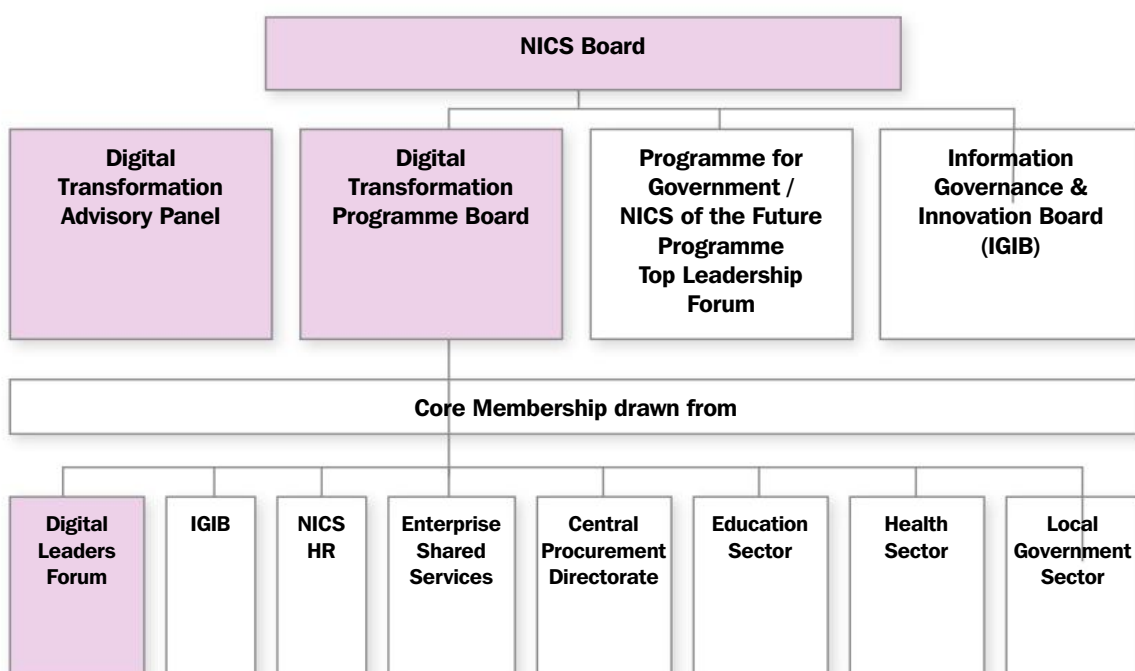 NICS Board
Digital
Transformation
Advisory Panel
Digital
Transformation
Programme Board
Programme for
Government /
NICS of the Future
Programme
Top Leadership
Forum
Information
Governance &
Innovation Board
(IGIB)
Core Membership drawn from
Digital
Leaders
Forum
IGIB
NICS
HR
Enterprise
Shared
Services
Central
Procurement
Directorate
Education
Sector
Health
Sector
Local
Government
Sector